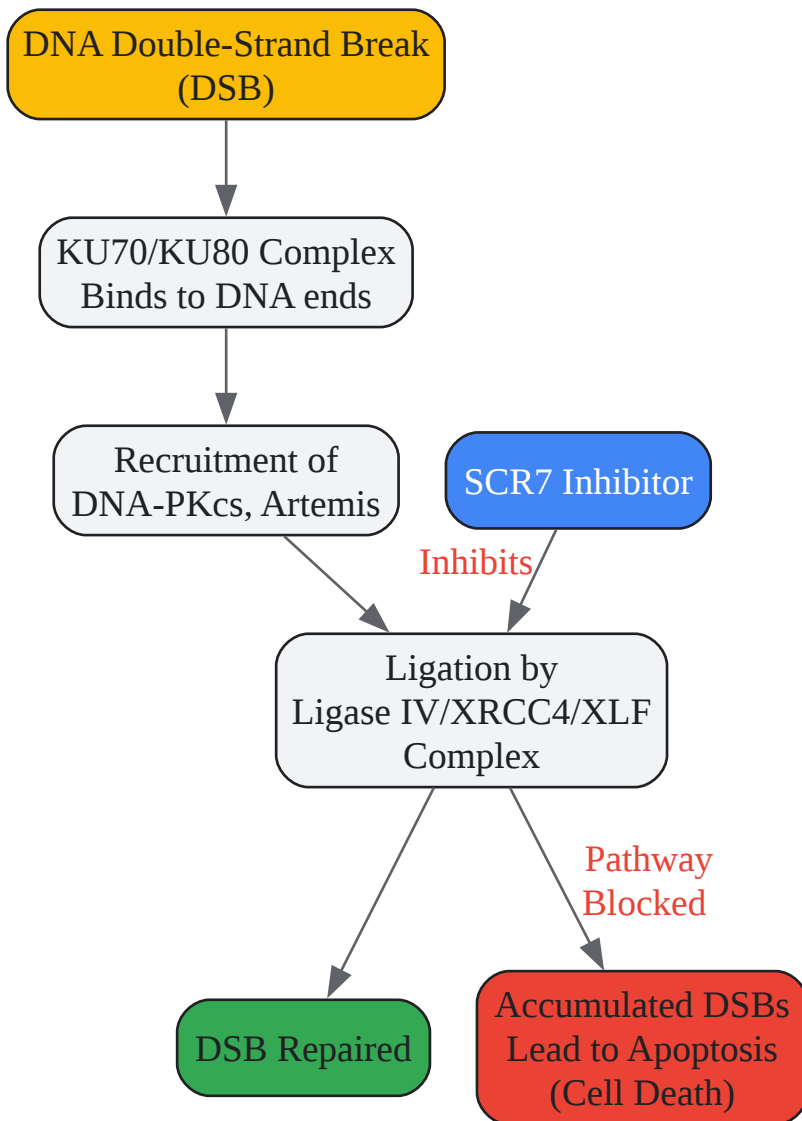 DNA Double-Strand Break
(DSB)
KU70/KU80 Complex
Binds to DNA ends
Recruitment of
DNA-PKcs, Artemis
SCR7 Inhibitor
Inhibits
Ligation by
Ligase IV/XRCC4/XLF
Complex
Pathway
Blocked
DSB Repaired
Accumulated DSBs
Lead to Apoptosis
(Cell Death)